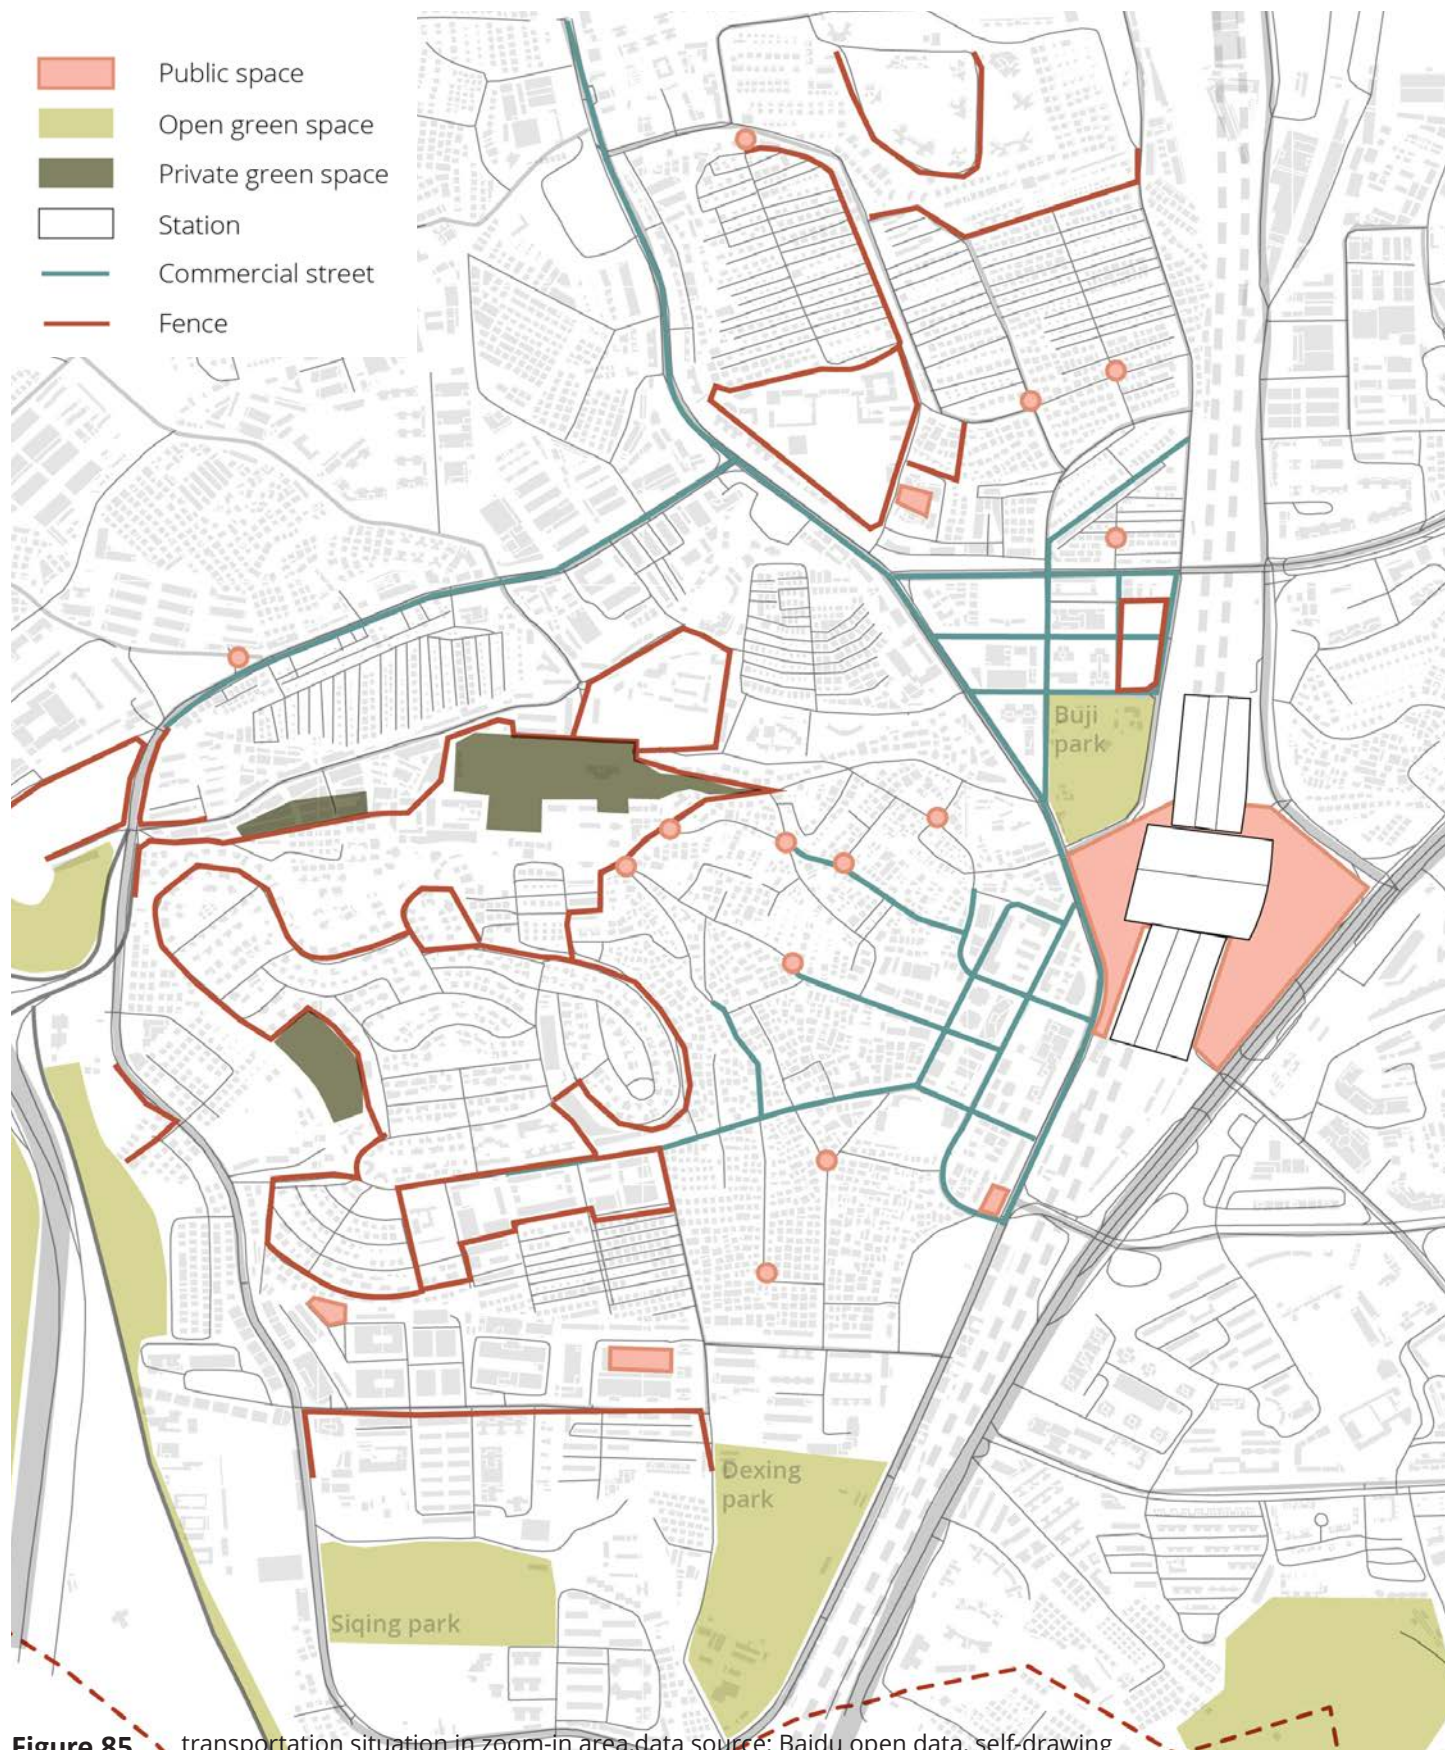 Public space
Open green space
Private green space
Station
Commercial street
Fence
Buji
park
Dexing
park
Siqing park
Figure 85 transportation situation in zoom-in area,data source: Baidu open data, self-drawing